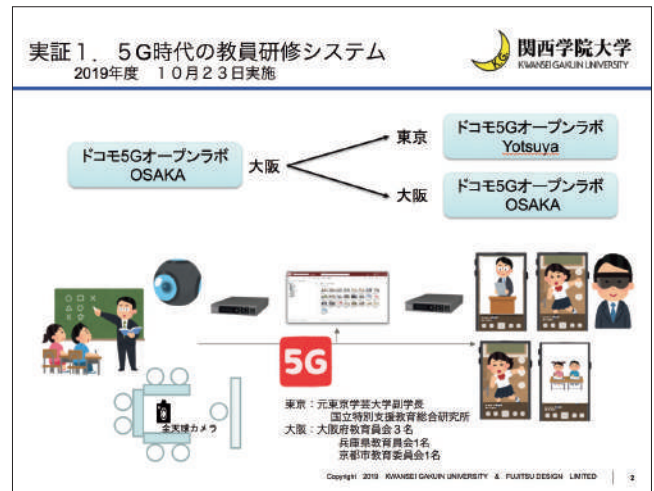 実証１．５G時代の教員研修システム
2019年度　１０月２３日実施
関西学院大学
KWANSEI GAKUIN UNIVERSITY
ドコモ5Gオープンラボ
OSAKA
大阪
東京
ドコモ5Gオープンラボ
Yotsuya
大阪
ドコモ5Gオープンラボ
OSAKA
5G
全天球カメラ
東京：元東京学芸大学副学長
国立特別支援教育総合研究所
大阪：大阪府教育委員会３名
兵庫県教育員会1名
京都市教育委員会1名
Copyright 2019 KWANSEI GAKUIN UNIVERSITY & FUJITSU DESIGN LIMITED
2